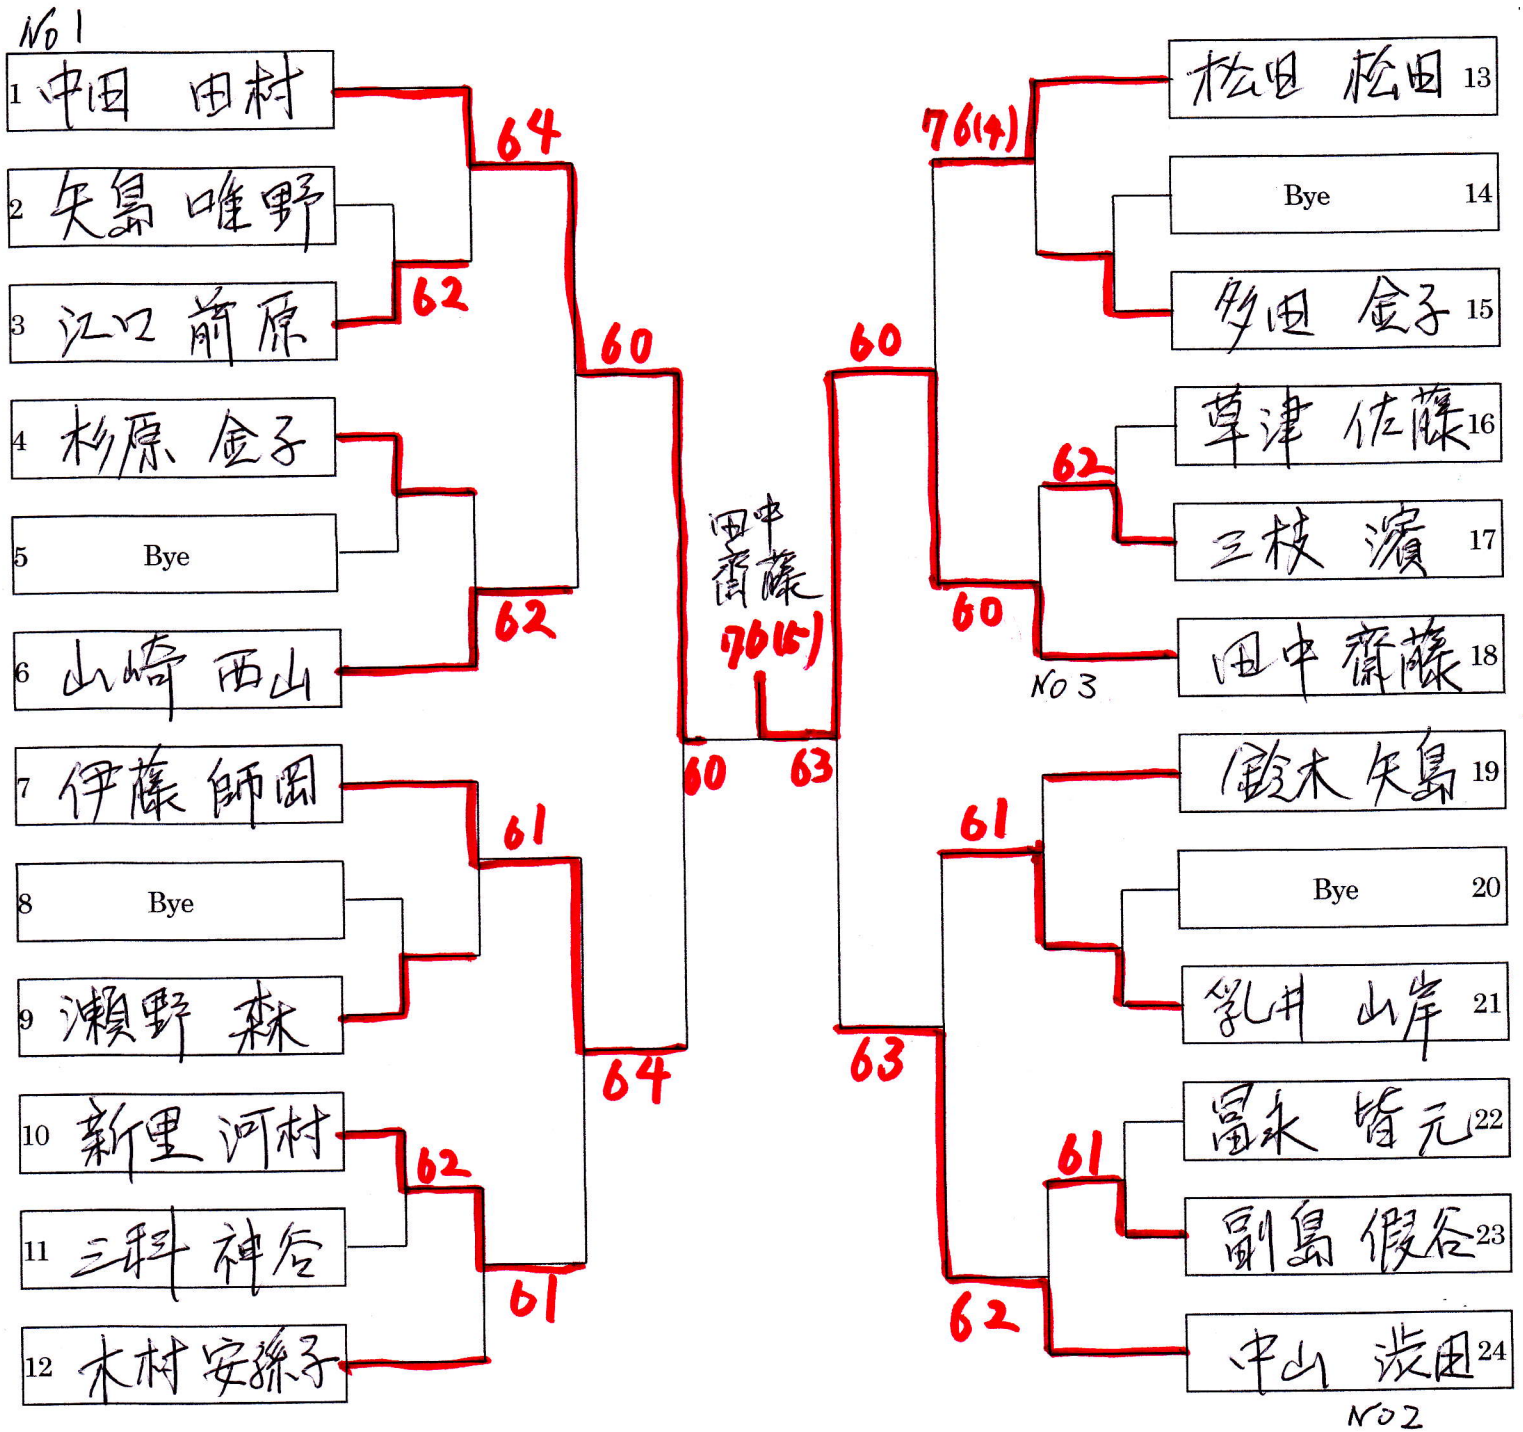 No 1
1 中田 田村
64
2 矢島 唯野
62
3 江口 前原
60
4 杉原 金子
5 Bye
62
6 山崎 西山
7 伊藤 師岡
61
8 Bye
9 瀬野 森
64
10 新里 河村
62
11 三科 神谷
61
12 木村 安孫子
田中
齋藤
76(5)
60
63
松田 松田 13
76(4)
Bye 14
多田 金子 15
60
草津 佐藤 16
62
三枝 濱 17
60
田中 齋藤 18
No 3
鈴木 矢島 19
61
Bye 20
乳井 山岸 21
63
冨永 皆元 22
61
副島 假谷 23
62
中山 渋田 24
No 2